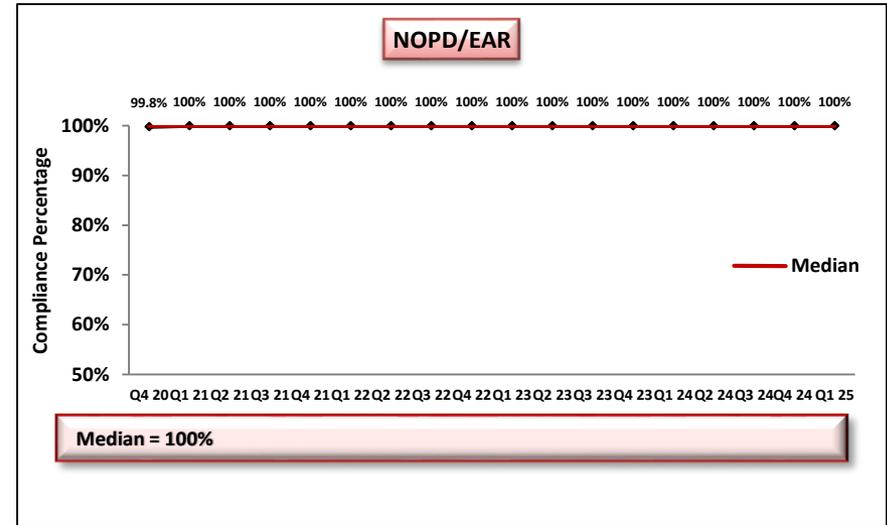 NOPD/EAR
99.8% 100% 100% 100% 100% 100% 100% 100% 100% 100% 100% 100% 100% 100% 100% 100% 100% 100%
100%
90%
80%
70%
60%
50%
Compliance Percentage
Median
Q4 20 Q1 21 Q2 21 Q3 21 Q4 21 Q1 22 Q2 22 Q3 22 Q4 22 Q1 23 Q2 23 Q3 23 Q4 23 Q1 24 Q2 24 Q3 24 Q4 24 Q1 25
Median = 100%